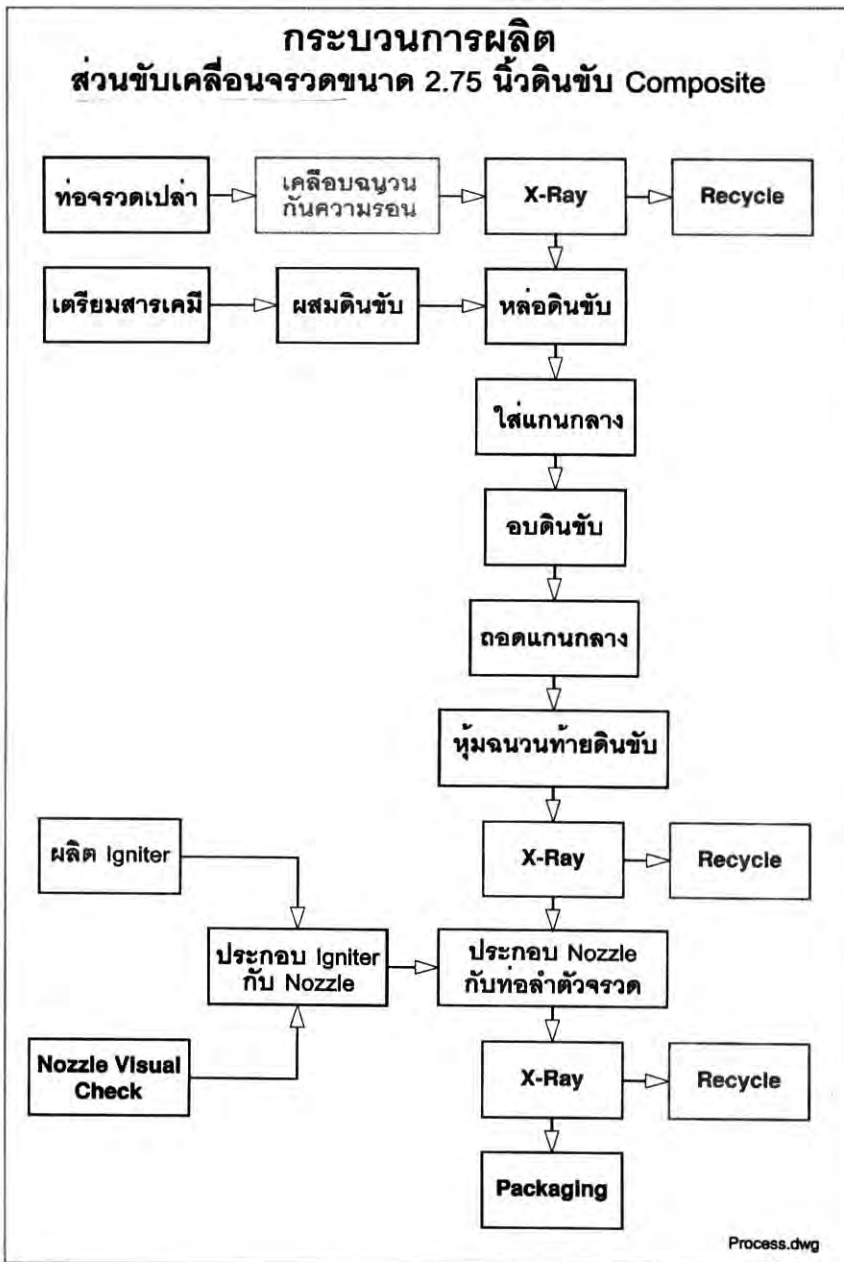 กระบวนการผลิต
ส่วนขับเคลื่อนจรวดขนาด 2.75 นิ้วดินขับ Composite
ท่อจรวดเปล่า
เคลือบฉนวน
กันความร้อน
X-Ray
Recycle
เตรียมสารเคมี
ผสมดินขับ
หล่อดินขับ
ใส่แกนกลาง
อบดินขับ
ถอดแกนกลาง
หุ้มฉนวนท้ายดินขับ
ผลิต Igniter
X-Ray
Recycle
ประกอบ Igniter
กับ Nozzle
ประกอบ Nozzle
กับท่อลำตัวจรวด
Nozzle Visual
Check
X-Ray
Recycle
Packaging
Process.dwg